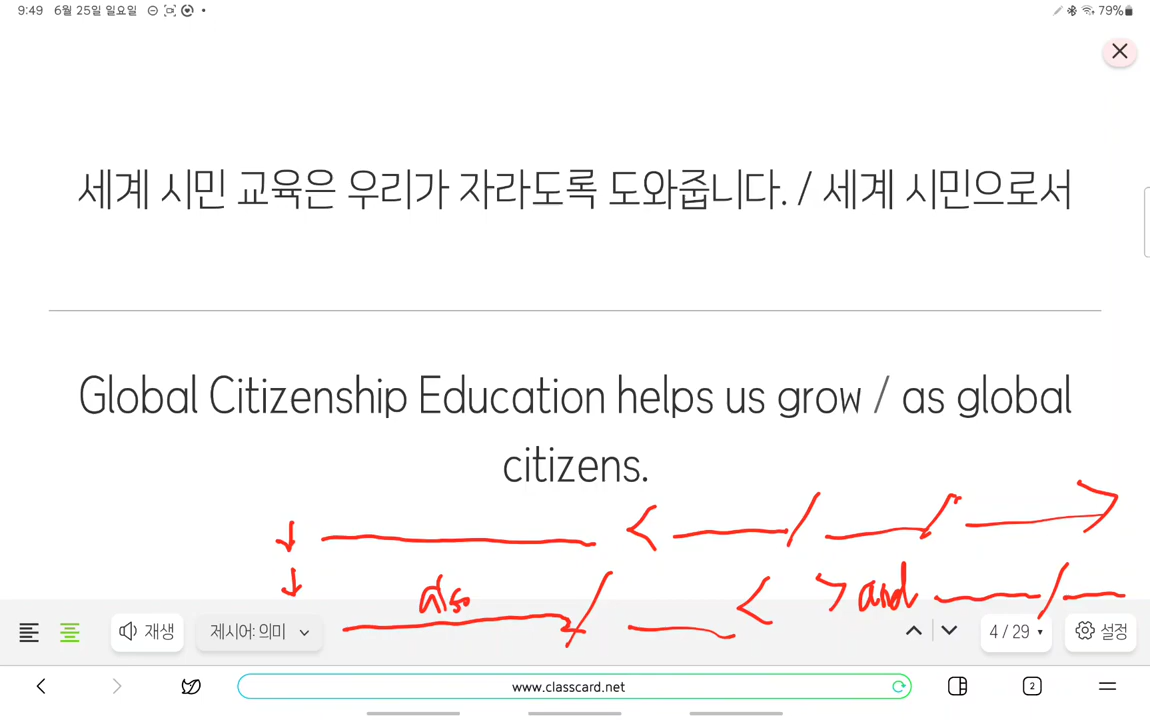 9:49 6월 25일 일요일 79%
세계 시민 교육은 우리가 자라도록 도와줍니다. / 세계 시민으로서
Global Citizenship Education helps us grow / as global
citizens.
also and
재생 제시어: 의미 4 / 29 설정
www.classcard.net 2